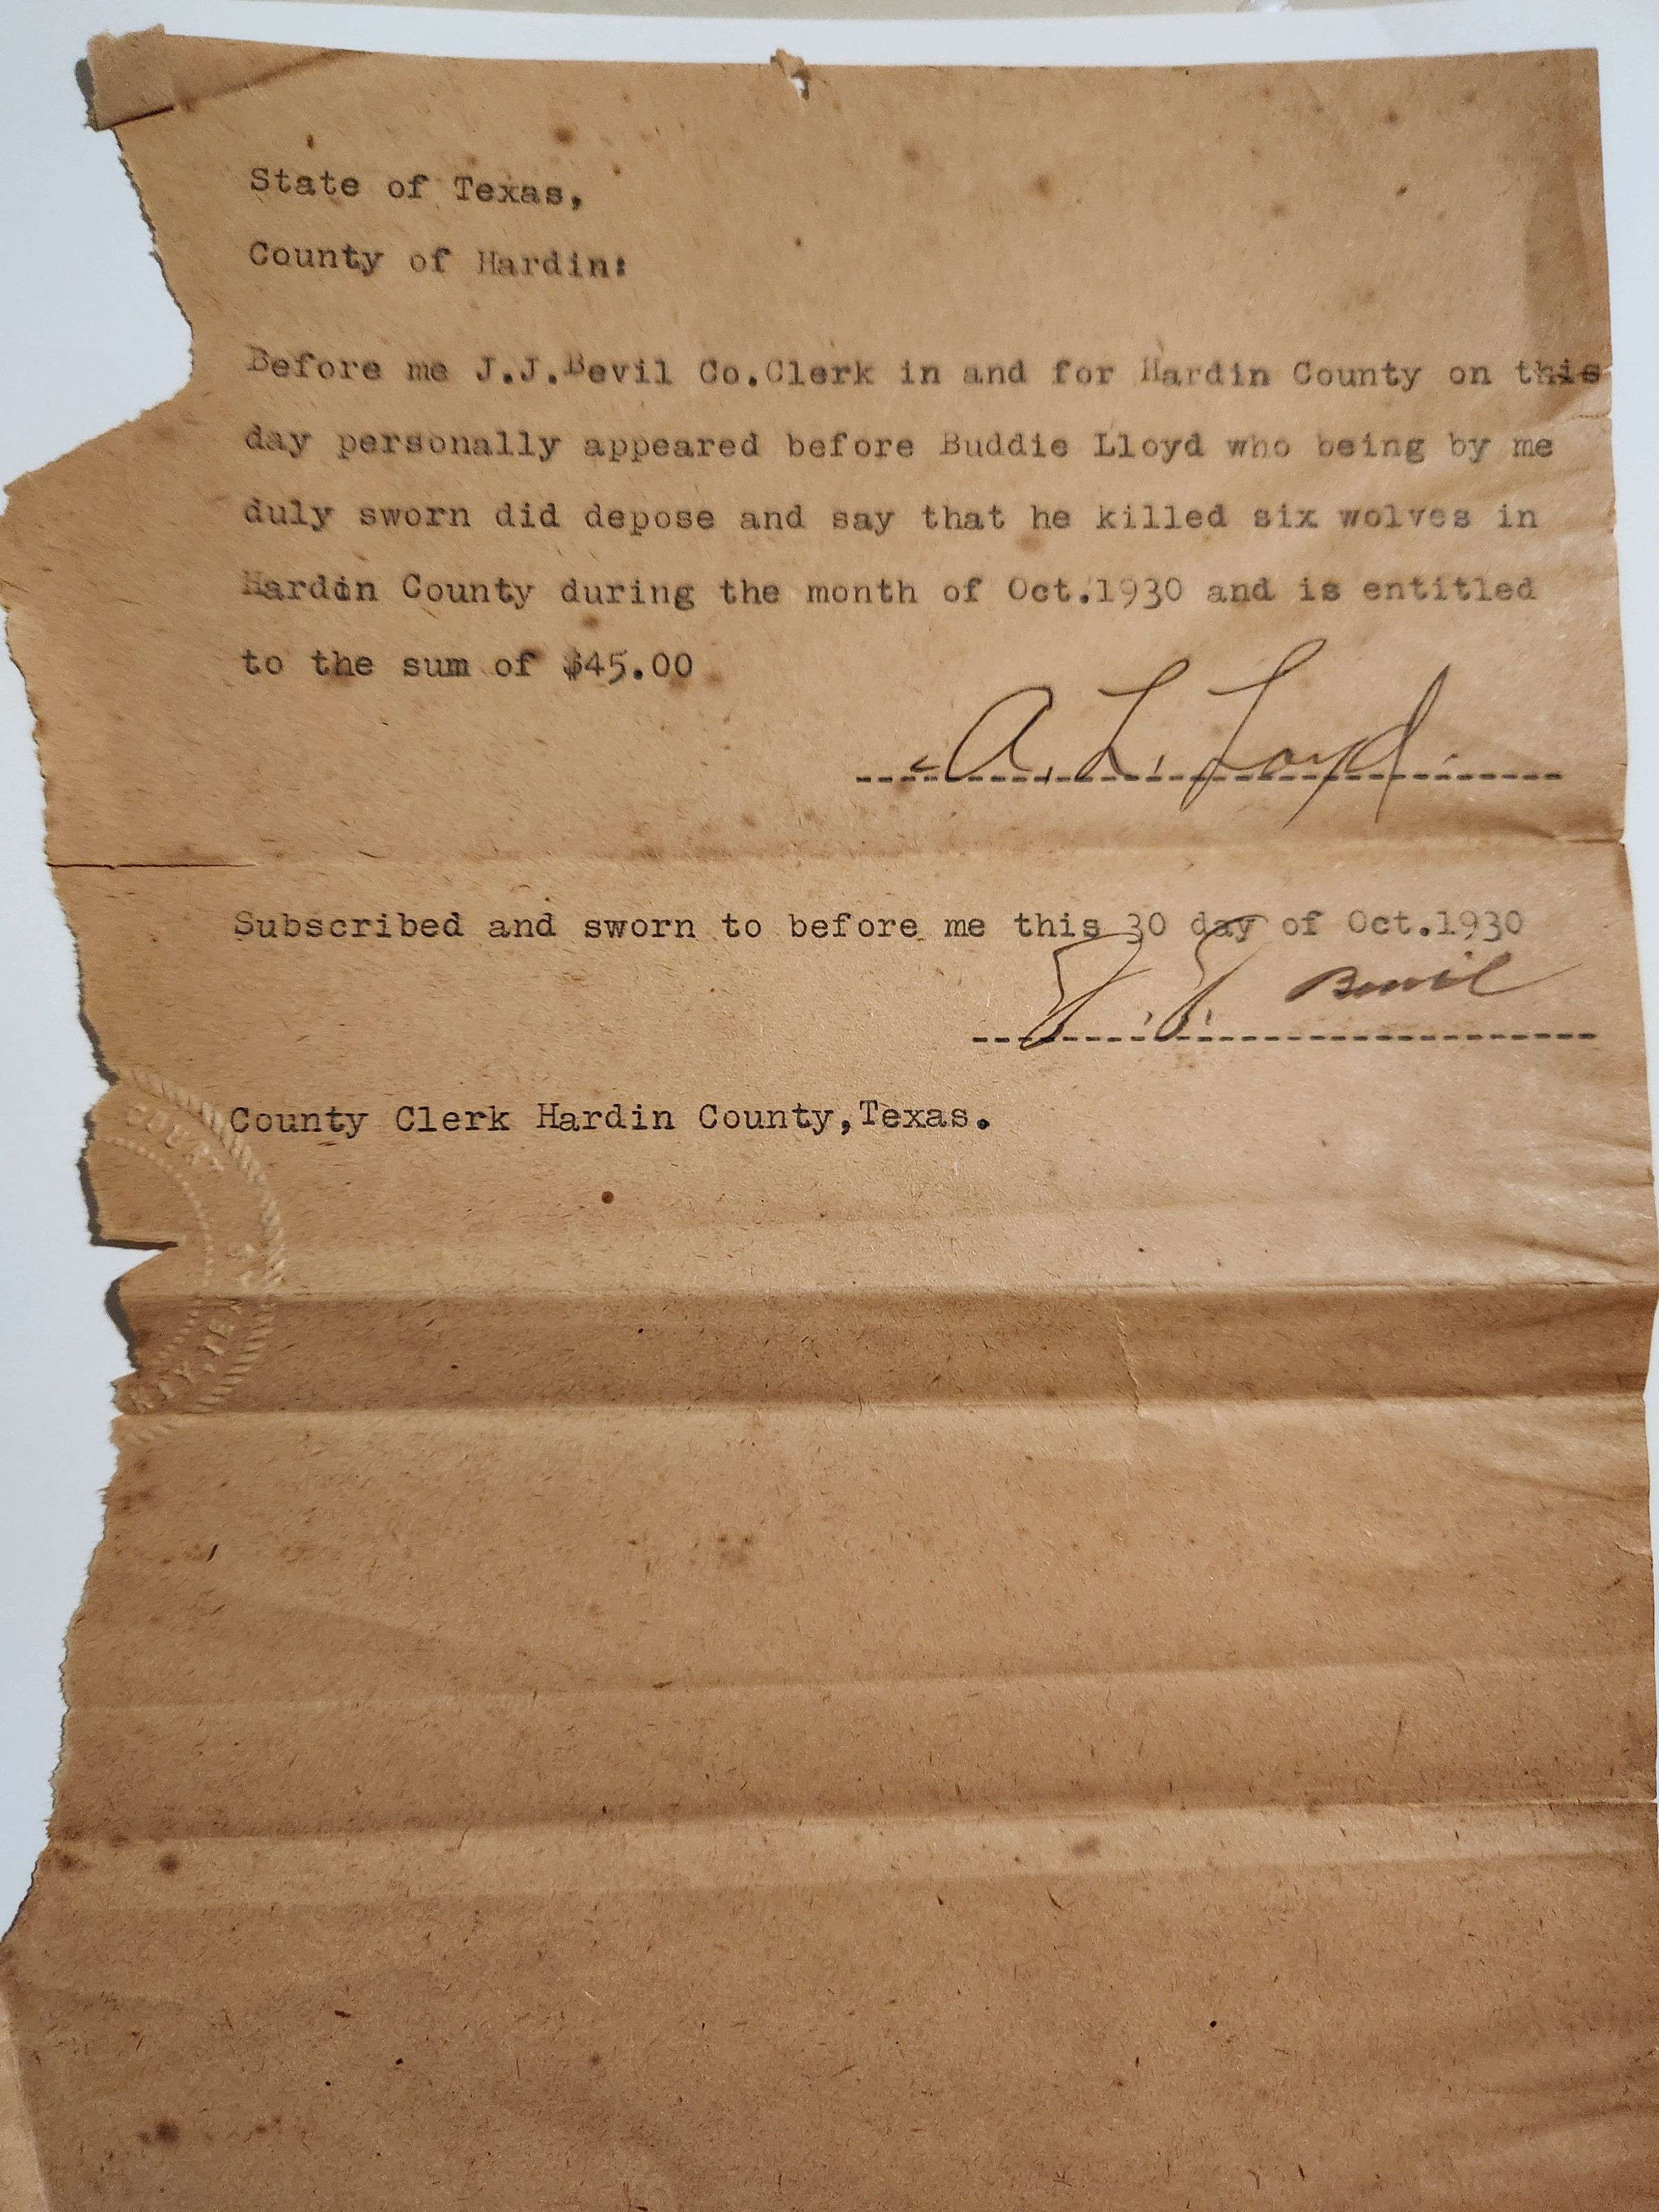 State of Texas,
County of Hardin:
Before me J.J.Bevil Co.Clerk in and for Hardin County on this
day personally appeared before Buddie Lloyd who being by me
duly sworn did depose and say that he killed six wolves in
Hardin County during the month of Oct.1930 and is entitled
to the sum of $45.00
A. L. Loyd
Subscribed and sworn to before me this 30 day of Oct.1930
J. J. Bevil
County Clerk Hardin County,Texas.
COUNTY